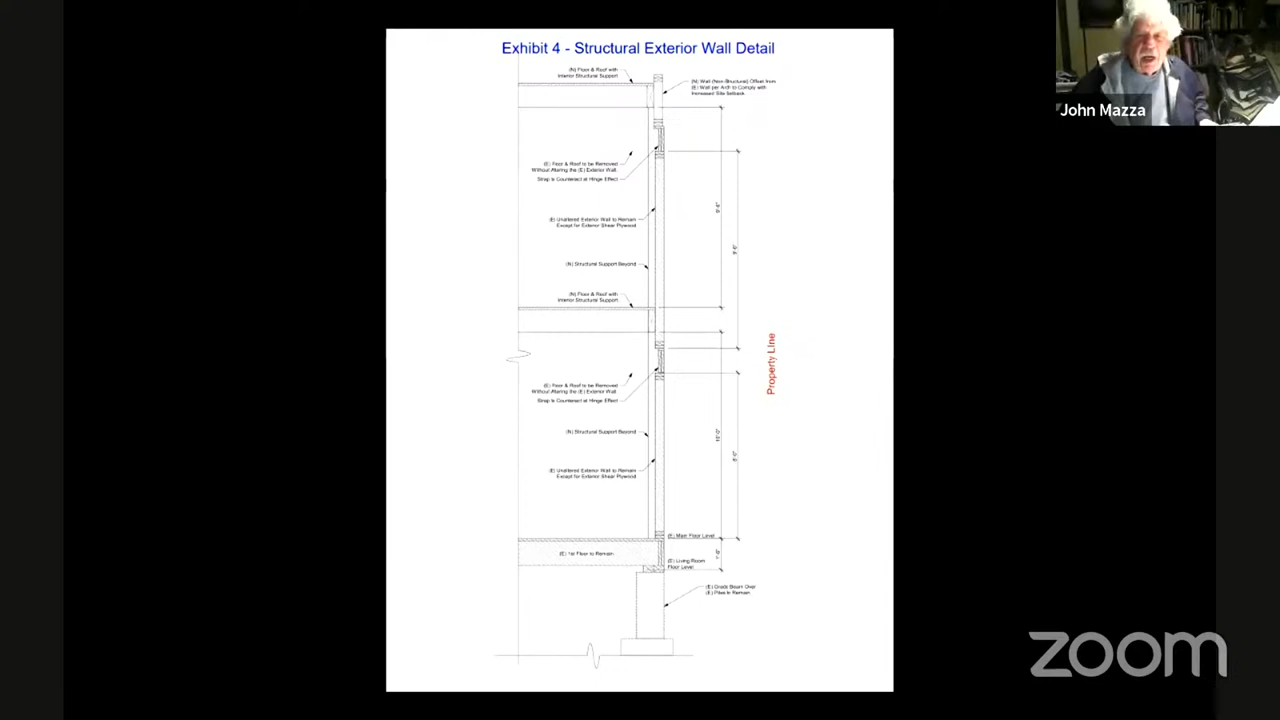 Exhibit 4 - Structural Exterior Wall Detail
John Mazza
(N) Floor & Roof with
Interior Structural Support
(N) Wall (Non-Structural) Offset from
(E) Wall per Arch to Comply with
Increased Site Setback
(E) Floor & Roof to be Removed
Without Altering the (E) Exterior Wall.
Strap to Counteract at Hinge Effect
(E) Unaltered Exterior Wall to Remain
Except for Exterior Shear Plywood
(N) Structural Support Beyond
(N) Floor & Roof with
Interior Structural Support
Property Line
(E) Floor & Roof to be Removed
Without Altering the (E) Exterior Wall.
Strap to Counteract at Hinge Effect
(N) Structural Support Beyond
(E) Unaltered Exterior Wall to Remain
Except for Exterior Shear Plywood
(E) Main Floor Level
(E) 1st Floor to Remain
(E) Living Room
Floor Level
(E) Grade Beam Over
(E) Piles to Remain
zoom